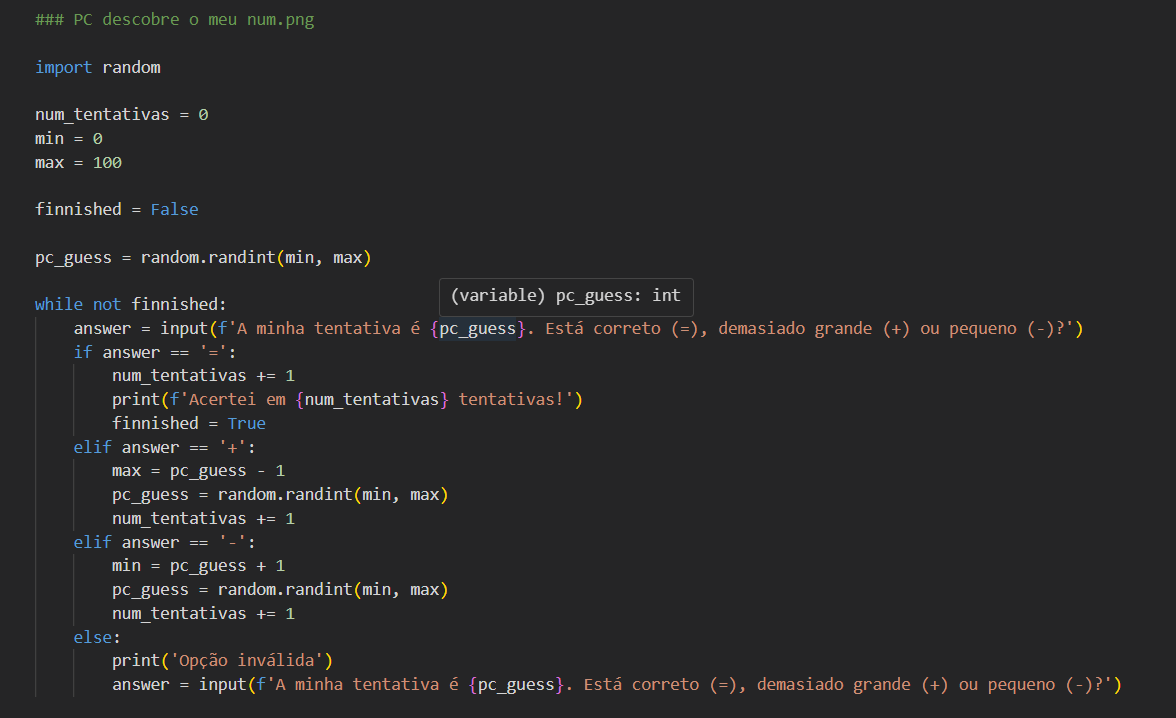 ### PC descobre o meu num.png
import random
num_tentativas = 0
min = 0
max = 100
finnished = False
pc_guess = random.randint(min, max)
(variable) pc_guess: int
while not finnished:
    answer = input(f'A minha tentativa é {pc_guess}. Está correto (=), demasiado grande (+) ou pequeno (-)?')
    if answer == '=':
        num_tentativas += 1
        print(f'Acertei em {num_tentativas} tentativas!')
        finnished = True
    elif answer == '+':
        max = pc_guess - 1
        pc_guess = random.randint(min, max)
        num_tentativas += 1
    elif answer == '-':
        min = pc_guess + 1
        pc_guess = random.randint(min, max)
        num_tentativas += 1
    else:
        print('Opção inválida')
        answer = input(f'A minha tentativa é {pc_guess}. Está correto (=), demasiado grande (+) ou pequeno (-)?')